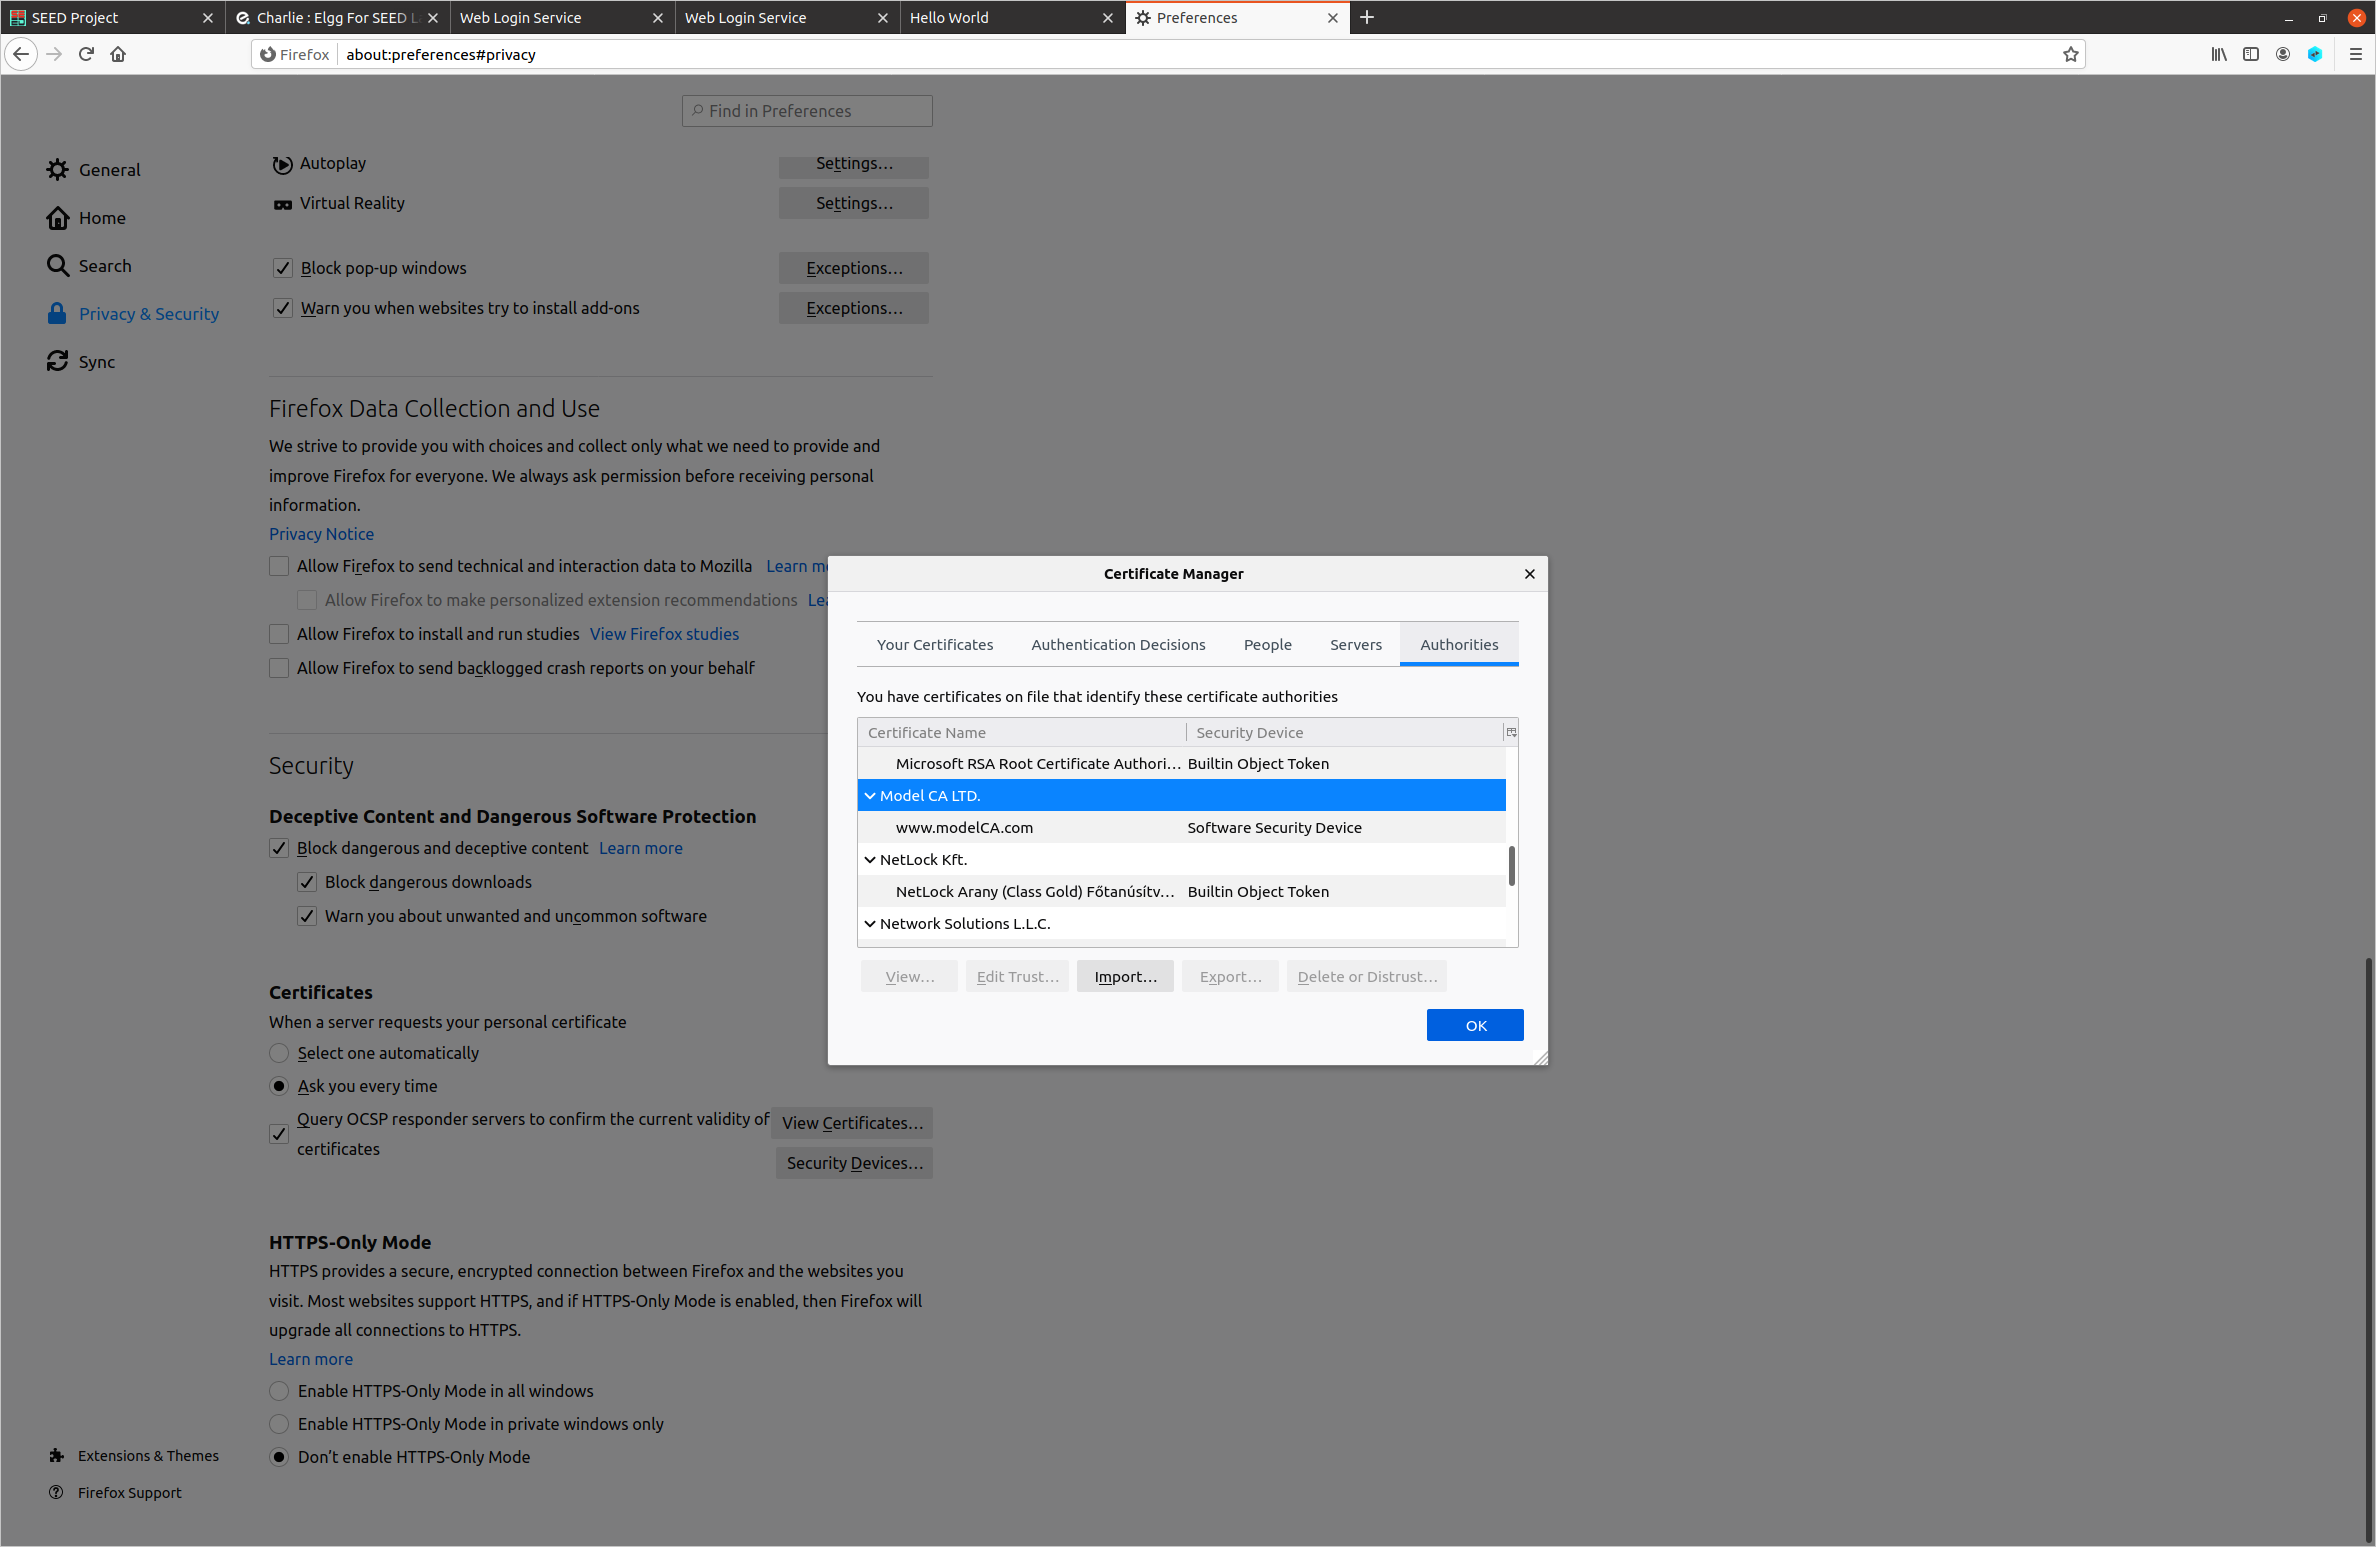 SEED Project
Charlie : Elgg For SEED L
Web Login Service
Web Login Service
Hello World
Preferences
Firefox
about:preferences#privacy
Find in Preferences
General
Home
Search
Privacy & Security
Sync
Autoplay
Settings...
Virtual Reality
Settings...
Block pop-up windows
Exceptions...
Warn you when websites try to install add-ons
Exceptions...
Firefox Data Collection and Use
We strive to provide you with choices and collect only what we need to provide and
improve Firefox for everyone. We always ask permission before receiving personal
information.
Privacy Notice
Allow Firefox to send technical and interaction data to Mozilla Learn m
Allow Firefox to make personalized extension recommendations Lea
Allow Firefox to install and run studies View Firefox studies
Allow Firefox to send backlogged crash reports on your behalf
Security
Deceptive Content and Dangerous Software Protection
Block dangerous and deceptive content Learn more
Block dangerous downloads
Warn you about unwanted and uncommon software
Certificates
When a server requests your personal certificate
Select one automatically
Ask you every time
Query OCSP responder servers to confirm the current validity of
certificates
View Certificates...
Security Devices...
HTTPS-Only Mode
HTTPS provides a secure, encrypted connection between Firefox and the websites you
visit. Most websites support HTTPS, and if HTTPS-Only Mode is enabled, then Firefox will
upgrade all connections to HTTPS.
Learn more
Enable HTTPS-Only Mode in all windows
Enable HTTPS-Only Mode in private windows only
Don't enable HTTPS-Only Mode
Extensions & Themes
Firefox Support
Certificate Manager
Your Certificates
Authentication Decisions
People
Servers
Authorities
You have certificates on file that identify these certificate authorities
Certificate Name
Security Device
Microsoft RSA Root Certificate Authori... Builtin Object Token
Model CA LTD.
www.modelCA.com Software Security Device
NetLock Kft.
NetLock Arany (Class Gold) Főtanúsítv... Builtin Object Token
Network Solutions L.L.C.
View...
Edit Trust...
Import...
Export...
Delete or Distrust...
OK